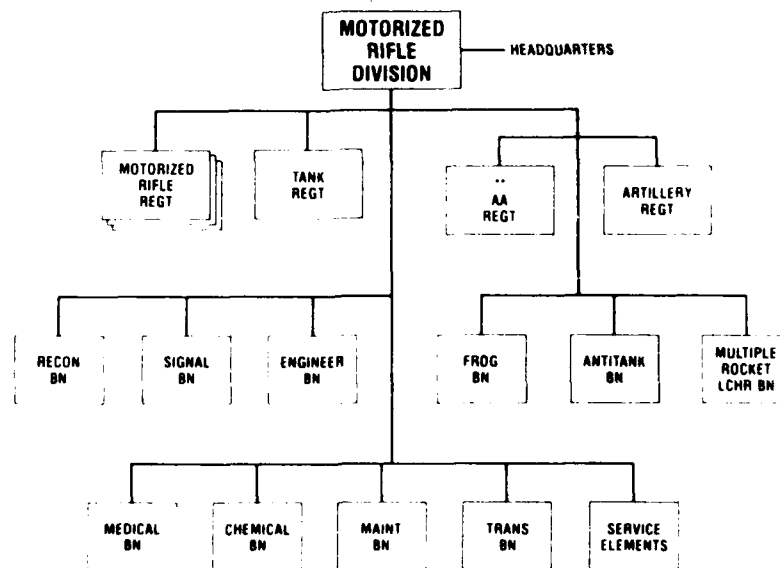 MOTORIZED
RIFLE
DIVISION
HEADQUARTERS
MOTORIZED
RIFLE
REGT
TANK
REGT
..
AA
REGT
ARTILLERY
REGT
RECON
BN
SIGNAL
BN
ENGINEER
BN
FROG
BN
ANTITANK
BN
MULTIPLE
ROCKET
LCHR BN
MEDICAL
BN
CHEMICAL
BN
MAINT
BN
TRANS
BN
SERVICE
ELEMENTS